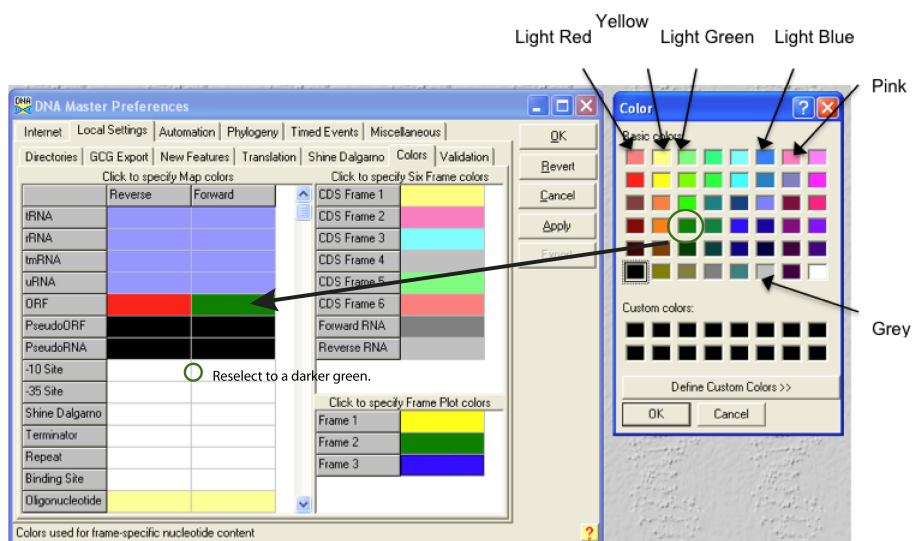 Yellow
Light Red
Light Green
Light Blue
Pink
DNA Master Preferences
Internet Local Settings Automation Phylogeny Timed Events Miscellaneous
Directories GCG Export New Features Translation Shine Dalgarno Colors Validation
Click to specify Map colors
Reverse Forward
tRNA
rRNA
tmRNA
uRNA
ORF
PseudoORF
PseudoRNA
-10 Site
-35 Site
Shine Dalgarno
Terminator
Repeat
Binding Site
Oligonucleotide
Reselect to a darker green.
Click to specify Six Frame colors
CDS Frame 1
CDS Frame 2
CDS Frame 3
CDS Frame 4
CDS Frame 5
CDS Frame 6
Forward RNA
Reverse RNA
Click to specify Frame Plot colors
Frame 1
Frame 2
Frame 3
OK
Revert
Cancel
Apply
Export
Colors used for frame-specific nucleotide content
?
Color
?
Basic colors:
Grey
Custom colors:
Define Custom Colors >>
OK
Cancel